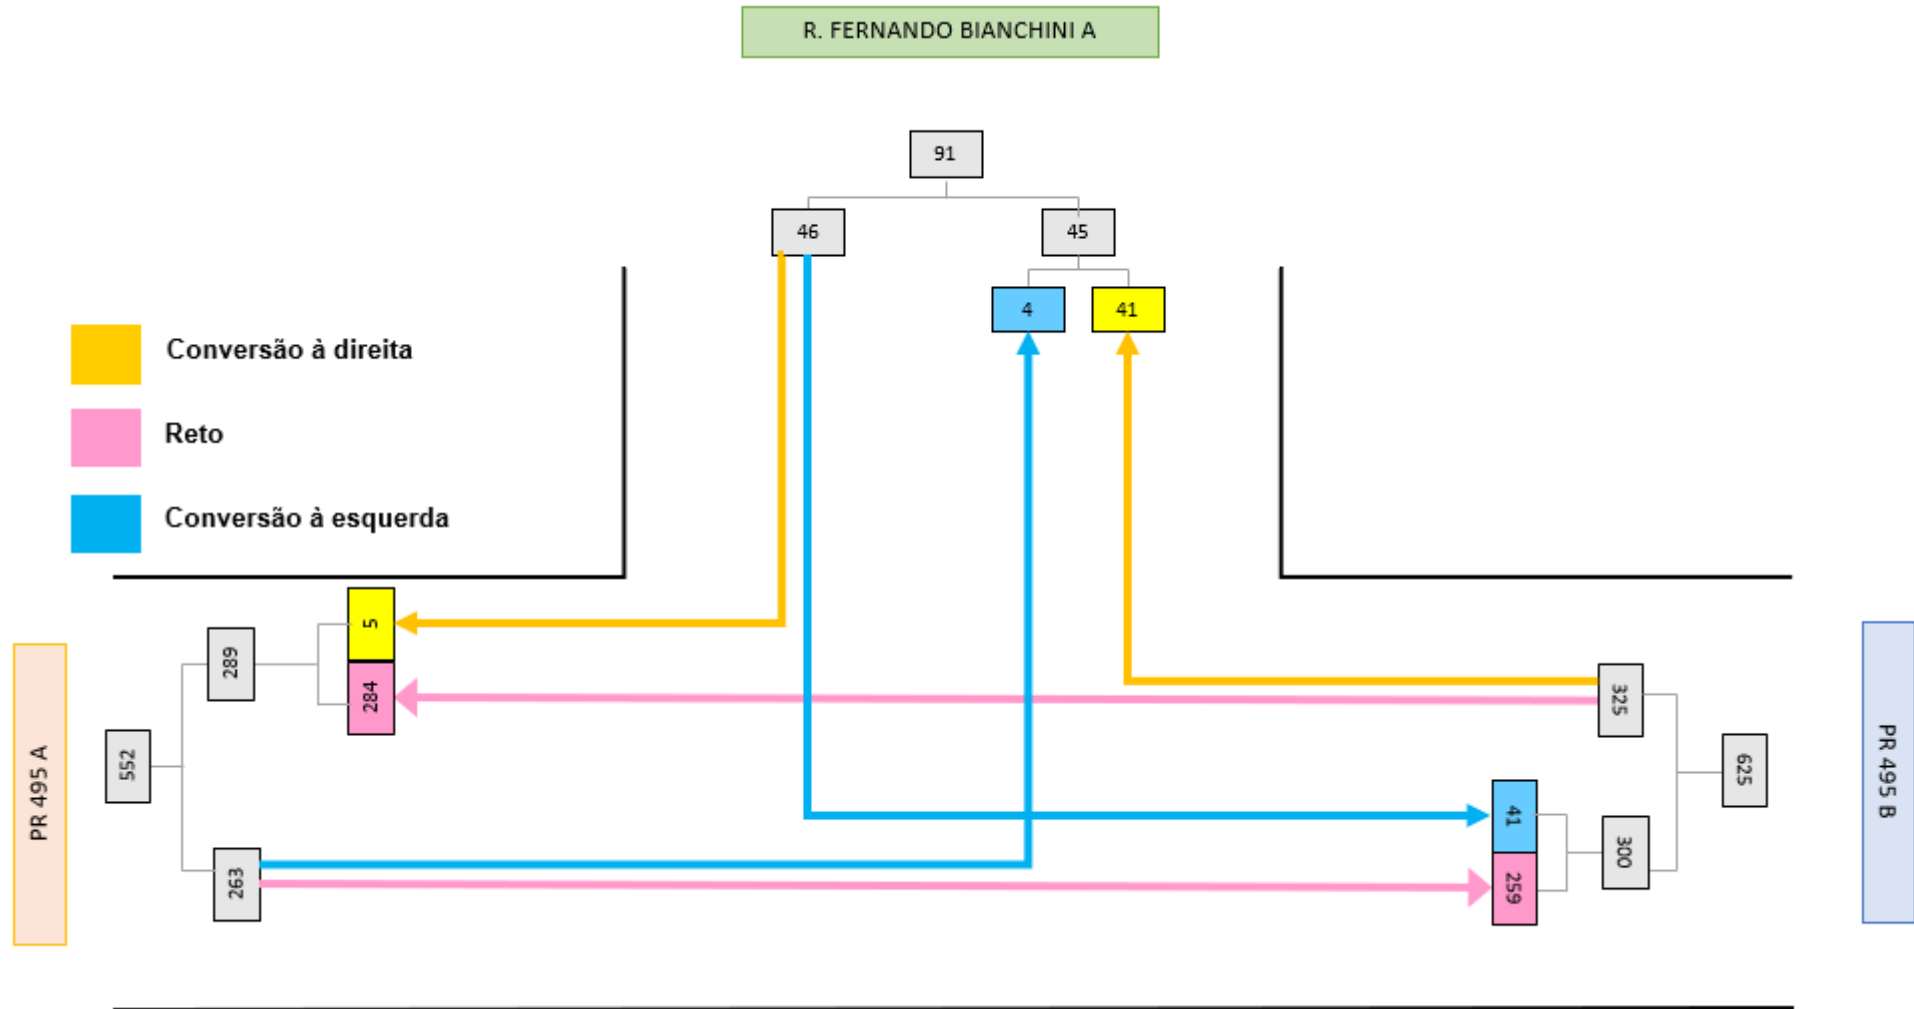 R. FERNANDO BIANCHINI A
91
46
45
4
41
Conversão à direita
Reto
Conversão à esquerda
5
289
284
325
552
PR 495 A
625
PR 495 B
41
300
263
259